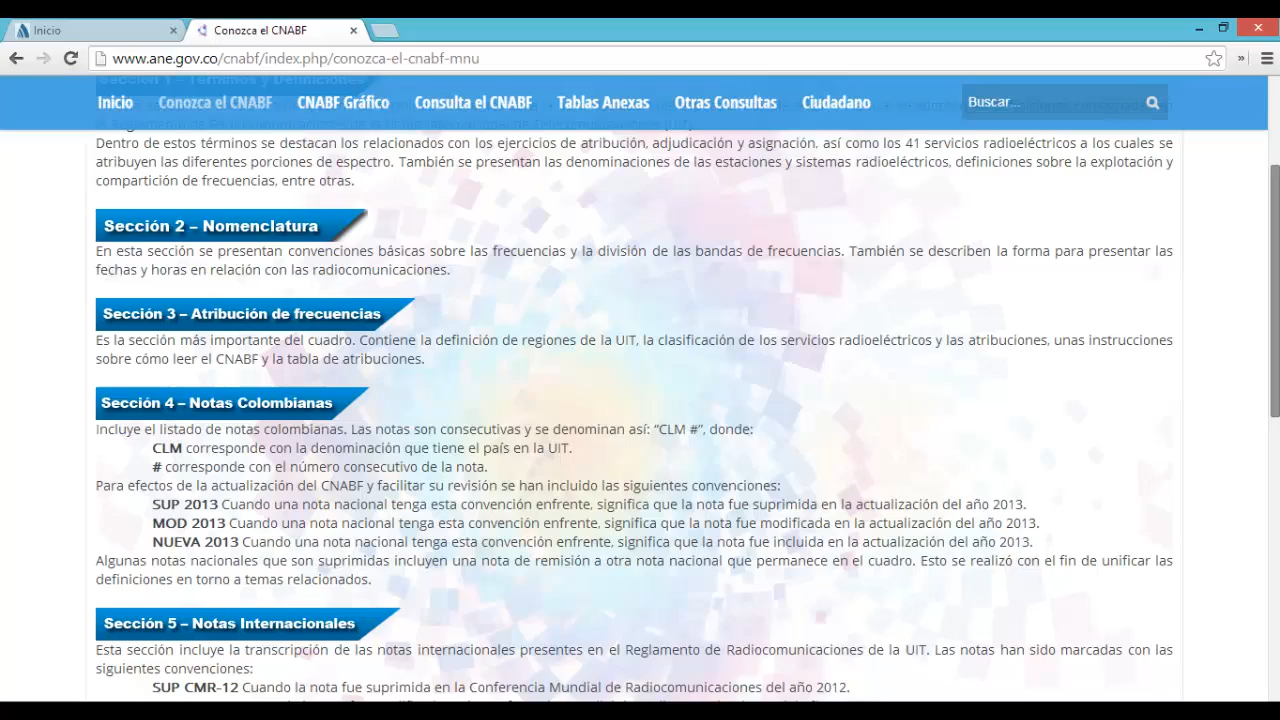 Inicio
Conozca el CNABF
www.ane.gov.co/cnabf/index.php/conozca-el-cnabf-mnu
Sección 1 – Términos y Definiciones
Inicio Conozca el CNABF CNABF Gráfico Consulta el CNABF Tablas Anexas Otras Consultas Ciudadano Buscar...
Dentro de estos términos se destacan los relacionados con los ejercicios de atribución, adjudicación y asignación, así como los 41 servicios radioeléctricos a los cuales se
atribuyen las diferentes porciones de espectro. También se presentan las denominaciones de las estaciones y sistemas radioeléctricos, definiciones sobre la explotación y
compartición de frecuencias, entre otras.
Sección 2 – Nomenclatura
En esta sección se presentan convenciones básicas sobre las frecuencias y la división de las bandas de frecuencias. También se describen la forma para presentar las
fechas y horas en relación con las radiocomunicaciones.
Sección 3 – Atribución de frecuencias
Es la sección más importante del cuadro. Contiene la definición de regiones de la UIT, la clasificación de los servicios radioeléctricos y las atribuciones, unas instrucciones
sobre cómo leer el CNABF y la tabla de atribuciones.
Sección 4 – Notas Colombianas
Incluye el listado de notas colombianas. Las notas son consecutivas y se denominan así: “CLM #”, donde:
CLM corresponde con la denominación que tiene el país en la UIT.
# corresponde con el número consecutivo de la nota.
Para efectos de la actualización del CNABF y facilitar su revisión se han incluido las siguientes convenciones:
SUP 2013 Cuando una nota nacional tenga esta convención enfrente, significa que la nota fue suprimida en la actualización del año 2013.
MOD 2013 Cuando una nota nacional tenga esta convención enfrente, significa que la nota fue modificada en la actualización del año 2013.
NUEVA 2013 Cuando una nota nacional tenga esta convención enfrente, significa que la nota fue incluida en la actualización del año 2013.
Algunas notas nacionales que son suprimidas incluyen una nota de remisión a otra nota nacional que permanece en el cuadro. Esto se realizó con el fin de unificar las
definiciones en torno a temas relacionados.
Sección 5 – Notas Internacionales
Esta sección incluye la transcripción de las notas internacionales presentes en el Reglamento de Radiocomunicaciones de la UIT. Las notas han sido marcadas con las
siguientes convenciones:
SUP CMR-12 Cuando la nota fue suprimida en la Conferencia Mundial de Radiocomunicaciones del año 2012.